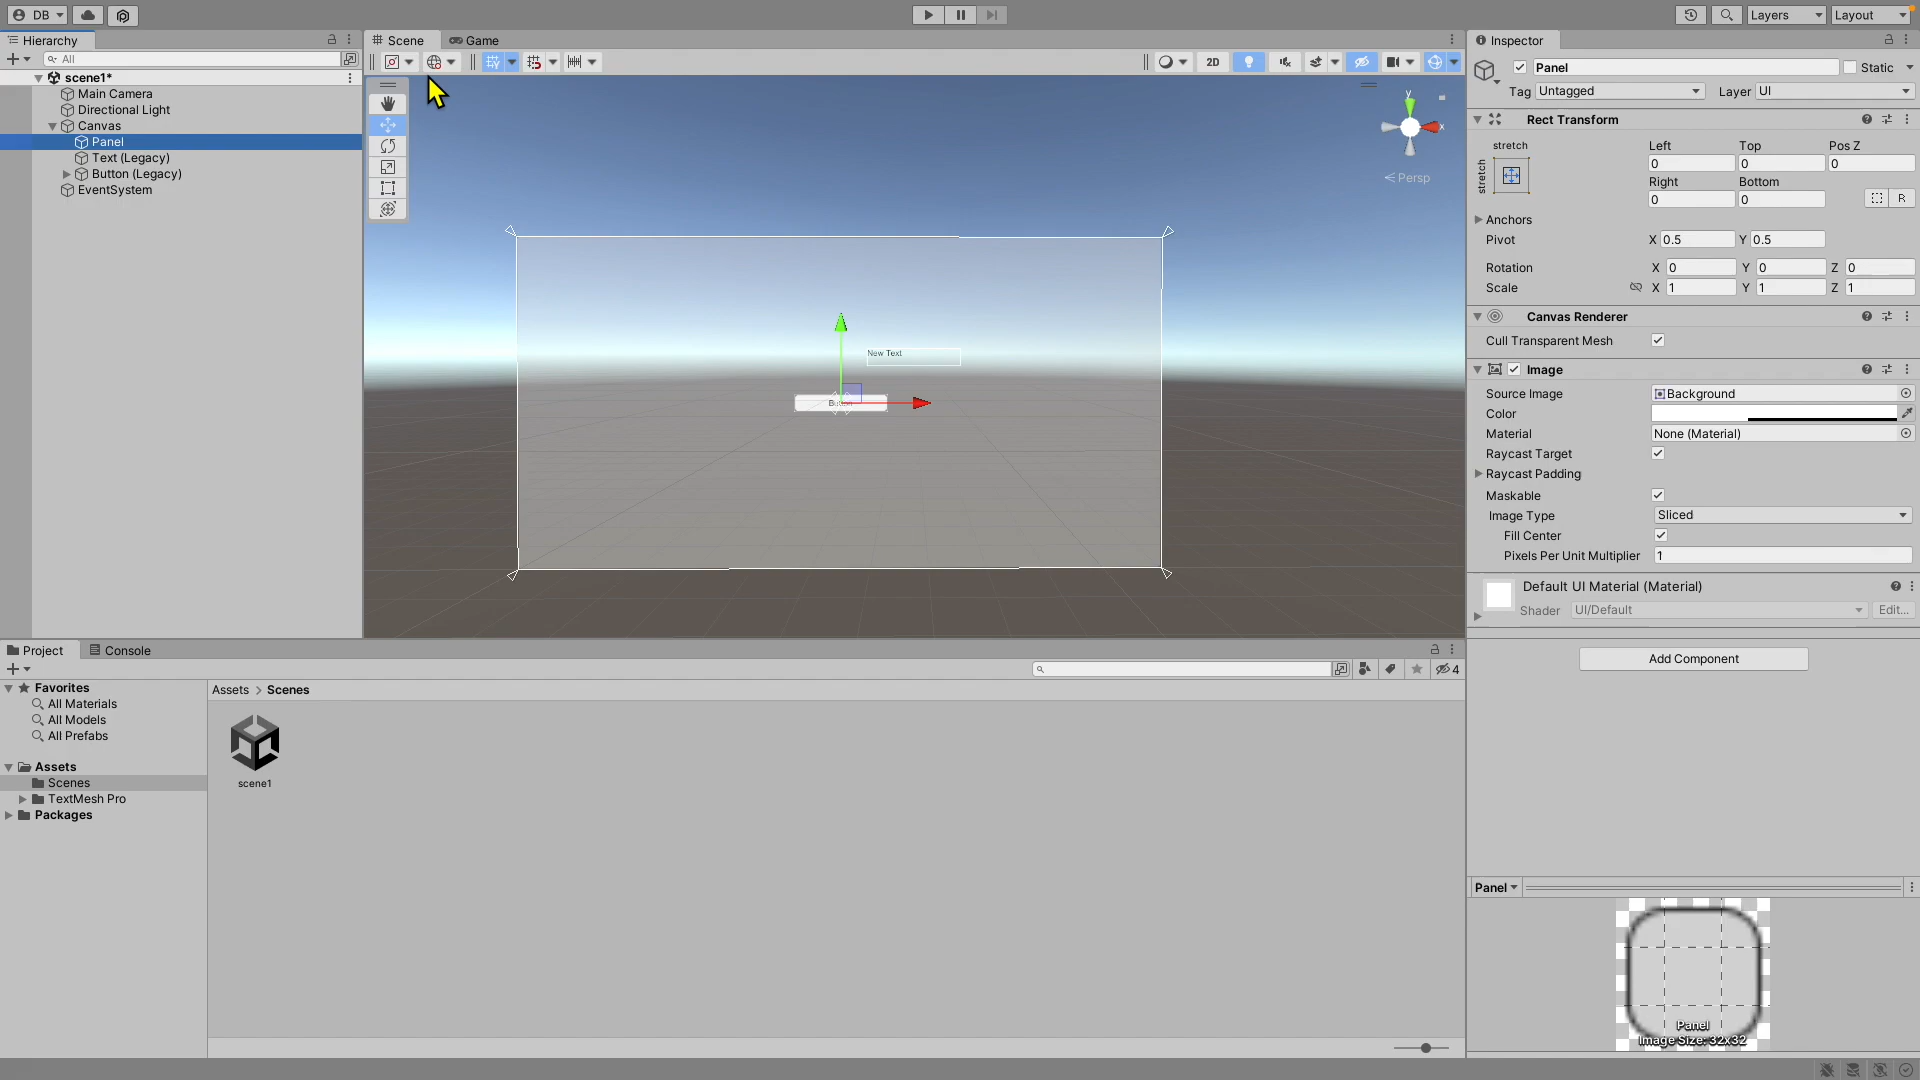 DB
Layers
Layout
Hierarchy
All
scene1*
Main Camera
Directional Light
Canvas
Panel
Text (Legacy)
Button (Legacy)
EventSystem
Scene
Game
2D
y
x
Persp
New Text
Button
Inspector
Panel
Static
Tag Untagged Layer UI
Rect Transform
stretch
stretch
Left Top Pos Z
0 0 0
Right Bottom
0 0
R
Anchors
Pivot X 0.5 Y 0.5
Rotation X 0 Y 0 Z 0
Scale X 1 Y 1 Z 1
Canvas Renderer
Cull Transparent Mesh
Image
Source Image Background
Color
Material None (Material)
Raycast Target
Raycast Padding
Maskable
Image Type Sliced
Fill Center
Pixels Per Unit Multiplier 1
Default UI Material (Material)
Shader UI/Default Edit...
Add Component
Panel
Panel
Image Size: 32x32
Project
Console
4
Favorites
All Materials
All Models
All Prefabs
Assets
Scenes
TextMesh Pro
Packages
Assets > Scenes
scene1